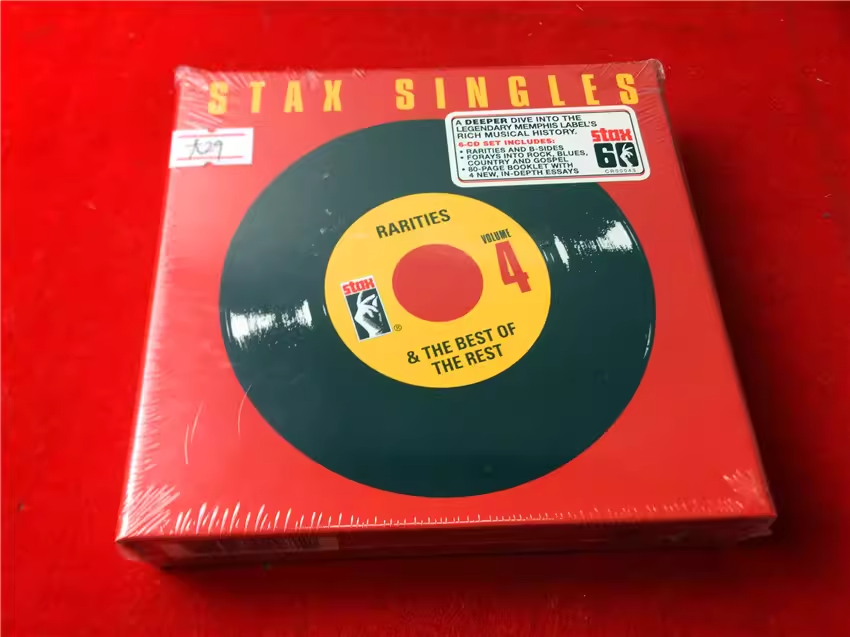 STAX SINGLES
A DEEPER DIVE INTO THE
LEGENDARY MEMPHIS LABEL'S
RICH MUSICAL HISTORY.
6-CD SET INCLUDES:
• RARITIES AND B-SIDES
• FORAYS INTO ROCK, BLUES,
COUNTRY AND GOSPEL
• 80-PAGE BOOKLET WITH
4 NEW, IN-DEPTH ESSAYS
stax
60
RARITIES
VOLUME
4
stax
®
& THE BEST OF
THE REST